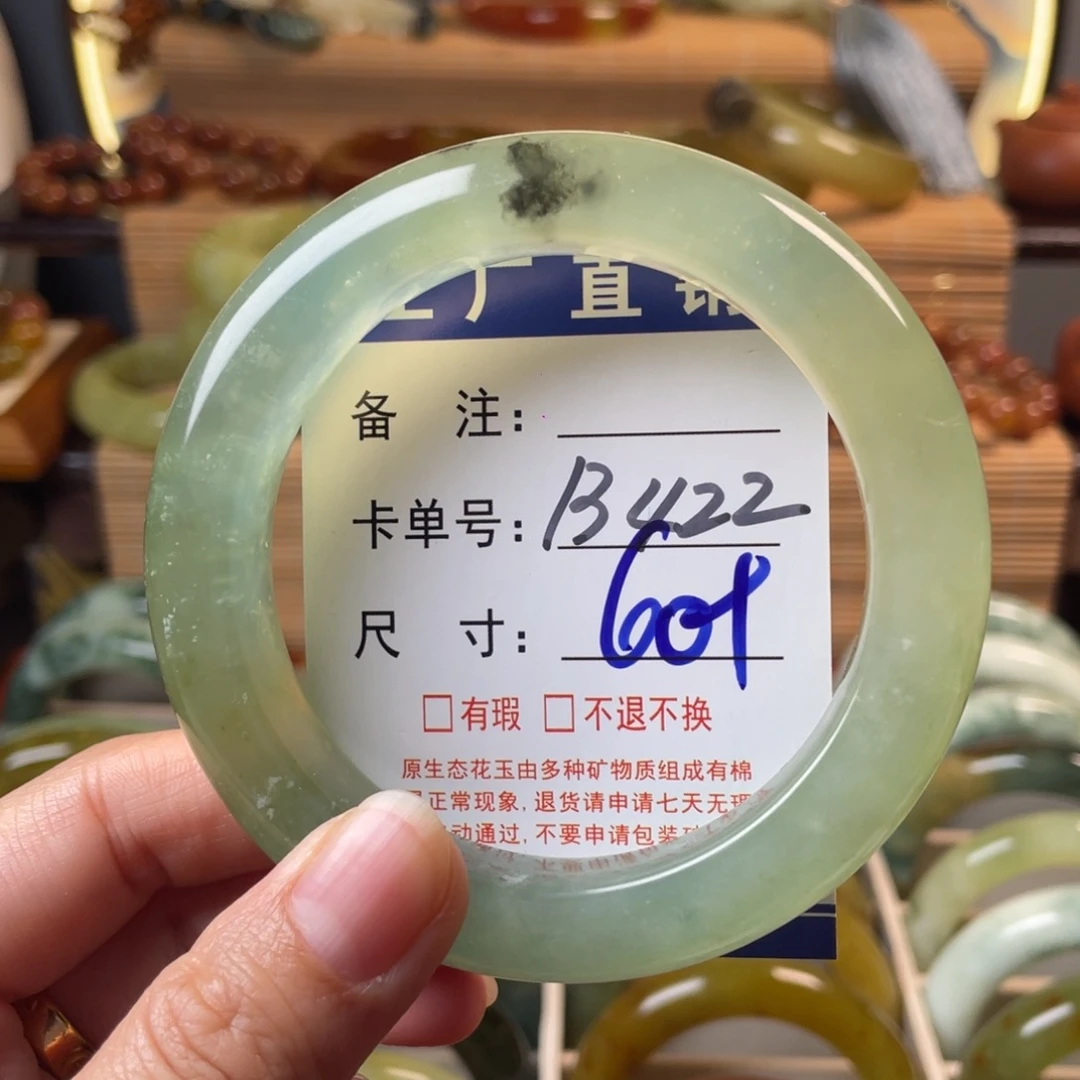 工厂直销
备 注:
卡单号: B422
尺 寸: 601
□有瑕 □不退不换
原生态花玉由多种矿物质组成有棉
正常现象, 退货请申请七天无理
动通过, 不要申请包装